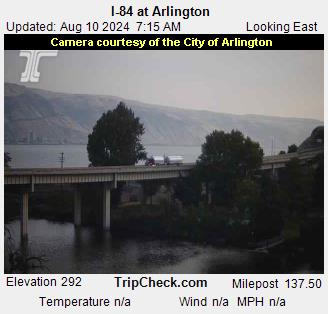 I-84 at Arlington
Updated: Aug 10 2024 7:15 AM Looking East
Camera courtesy of the City of Arlington
Elevation 292 TripCheck.com Milepost 137.50
Temperature n/a Wind n/a MPH n/a